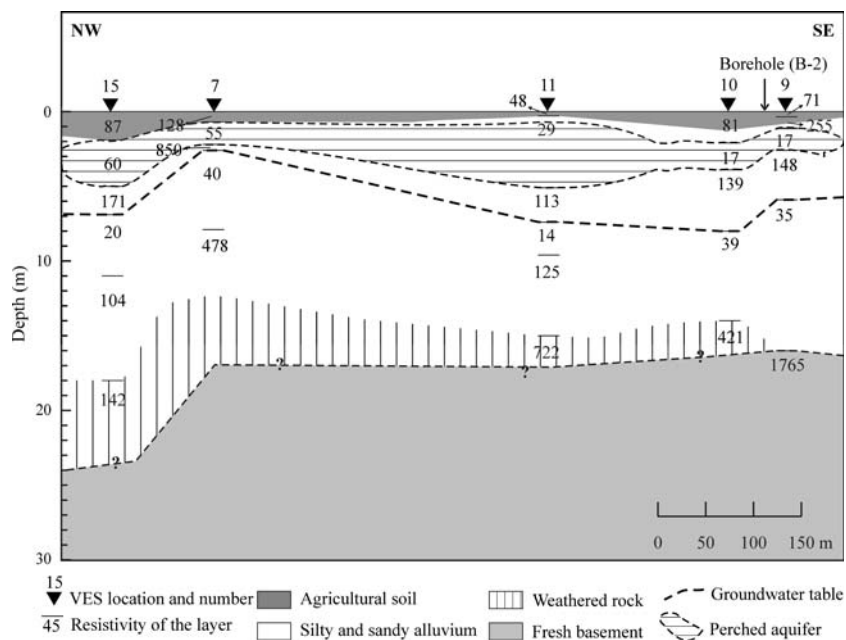 NW SE
Borehole (B-2)
15 7 11 10 9
48 71
0
87 128 55 29 81 255
17
60 850 17 148
40 139
171 113
20 14 39 35
478
10
125
104
421
722
1765
142
?
?
?
?
20
30
Depth (m)
0 50 100 150 m
15
VES location and number
Agricultural soil
Weathered rock
Groundwater table
45 Resistivity of the layer
Silty and sandy alluvium
Fresh basement
Perched aquifer